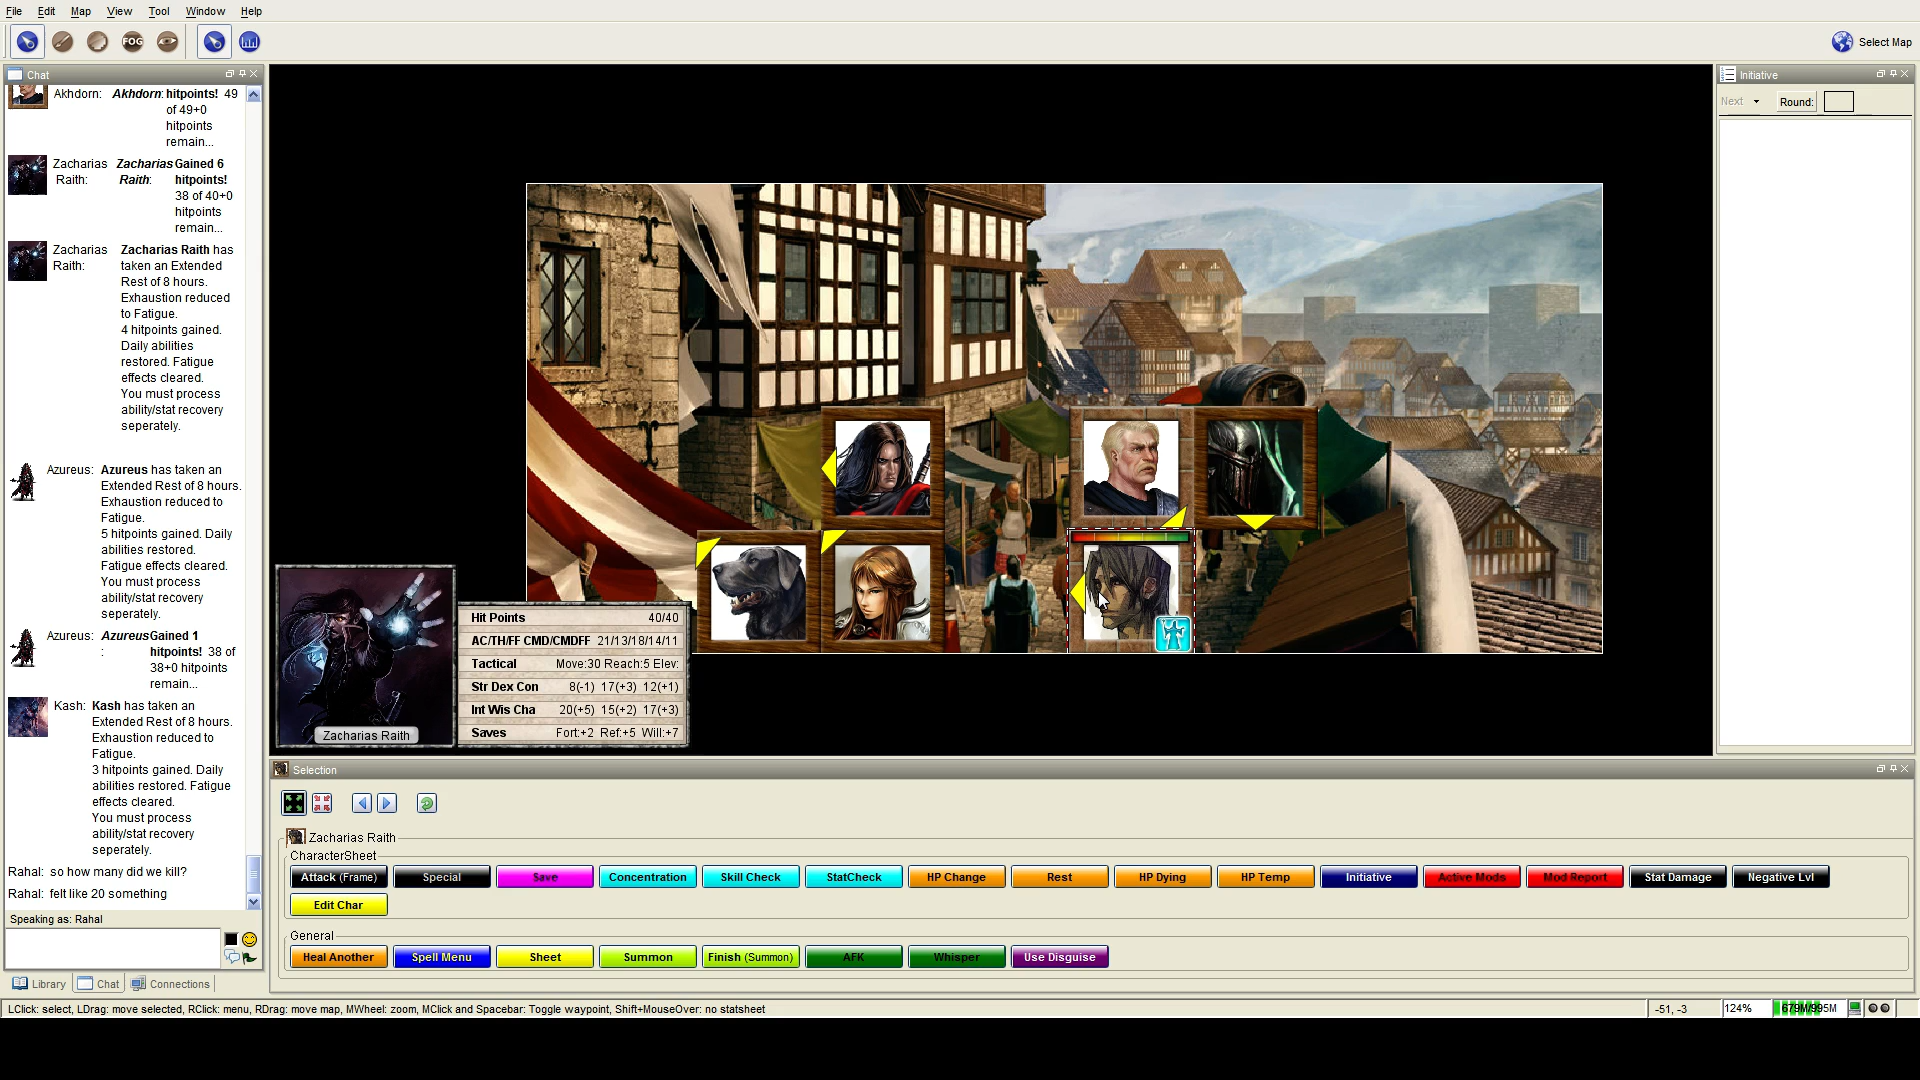 File Edit Map View Tool Window Help
FOG
Select Map
Chat
Akhdorn: Akhdorn: hitpoints! 49
of 49+0
hitpoints
remain...
Zacharias Zacharias Gained 6
Raith: Raith: hitpoints!
38 of 40+0
hitpoints
remain...
Zacharias Zacharias Raith has
Raith: taken an Extended
Rest of 8 hours.
Exhaustion reduced
to Fatigue.
4 hitpoints gained.
Daily abilities
restored. Fatigue
effects cleared.
You must process
ability/stat recovery
seperately.
Azureus: Azureus has taken an
Extended Rest of 8 hours.
Exhaustion reduced to
Fatigue.
5 hitpoints gained. Daily
abilities restored.
Fatigue effects cleared.
You must process
ability/stat recovery
seperately.
Azureus: Azureus Gained 1
: hitpoints! 38 of
38+0 hitpoints
remain...
Kash: Kash has taken an
Extended Rest of 8 hours.
Exhaustion reduced to
Fatigue.
3 hitpoints gained. Daily
abilities restored. Fatigue
effects cleared.
You must process
ability/stat recovery
seperately.
Rahal: so how many did we kill?
Rahal: felt like 20 something
Speaking as: Rahal
Library Chat Connections
Zacharias Raith
Hit Points 40/40
AC/TH/FF CMD/CMDFF 21/13/18/14/11
Tactical Move:30 Reach:5 Elev:
Str Dex Con 8(-1) 17(+3) 12(+1)
Int Wis Cha 20(+5) 15(+2) 17(+3)
Saves Fort:+2 Ref:+5 Will:+7
Initiative
Next Round:
Selection
Zacharias Raith
CharacterSheet
Attack (Frame) Special Save Concentration Skill Check StatCheck HP Change Rest HP Dying HP Temp Initiative Active Mods Mod Report Stat Damage Negative Lvl
Edit Char
General
Heal Another Spell Menu Sheet Summon Finish (Summon) AFK Whisper Use Disguise
LClick: select, LDrag: move selected, RClick: menu, RDrag: move map, MWheel: zoom, MClick and Spacebar: Toggle waypoint, Shift+MouseOver: no statsheet
-51, -3 124% 679M/995M